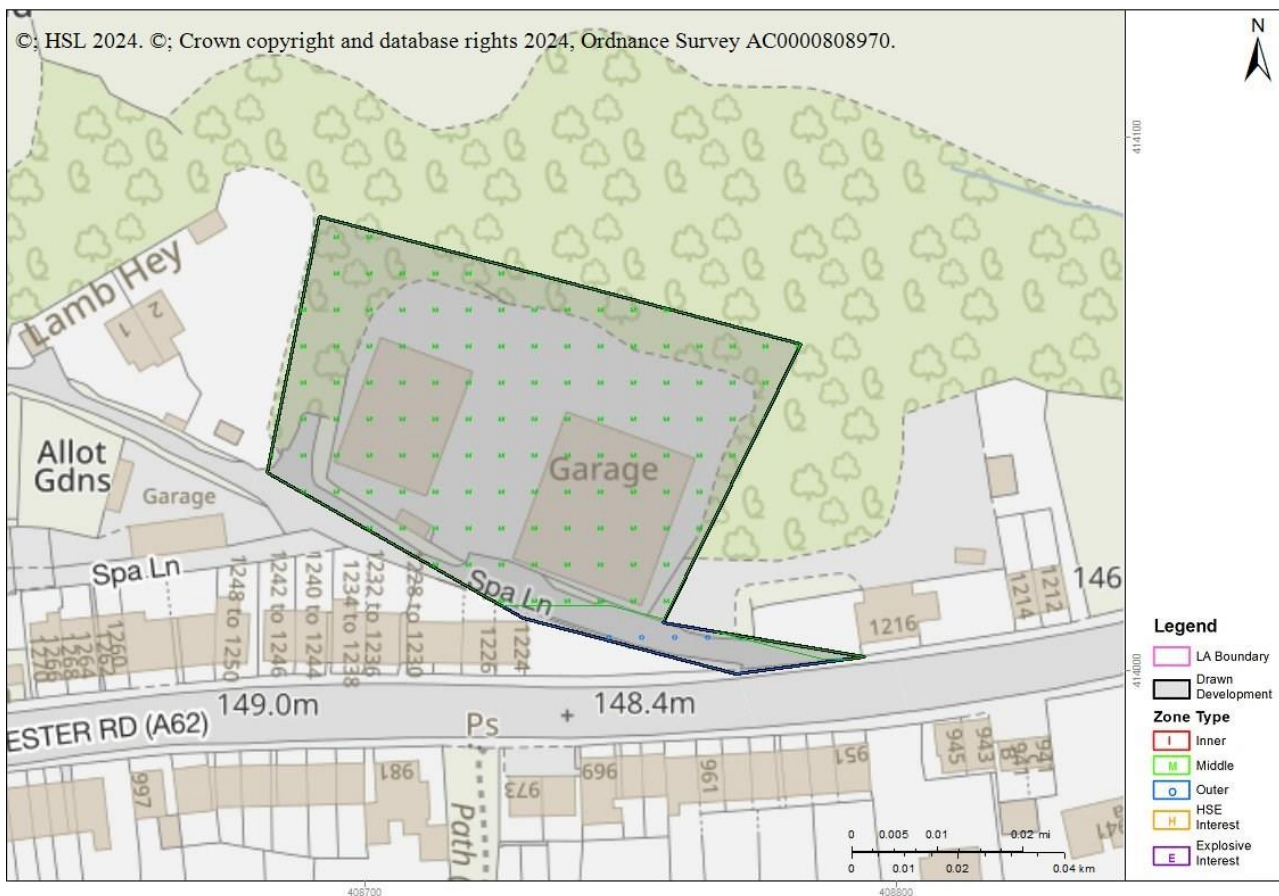 ©; HSL 2024. ©; Crown copyright and database rights 2024, Ordnance Survey AC0000808970.
N
414100
Lamb Hey
2
1
Allot
Gdns
Garage
Garage
Spa Ln
Spa Ln
1270
1268
1264
1262
1260
1248 to 1250
1242 to 1246
1240 to 1244
1234 to 1238
1232 to 1236
1228 to 1230
1226
1224
1216
1214
1212
146
414000
149.0m
148.4m
ESTER RD (A62)
Ps
Path
997
981
973
969
961
951
945
943
941
Legend
LA Boundary
Drawn
Development
Zone Type
I Inner
M Middle
O Outer
H HSE
Interest
E Explosive
Interest
0 0.005 0.01 0.02 mi
0 0.01 0.02 0.04 km
408700
408800